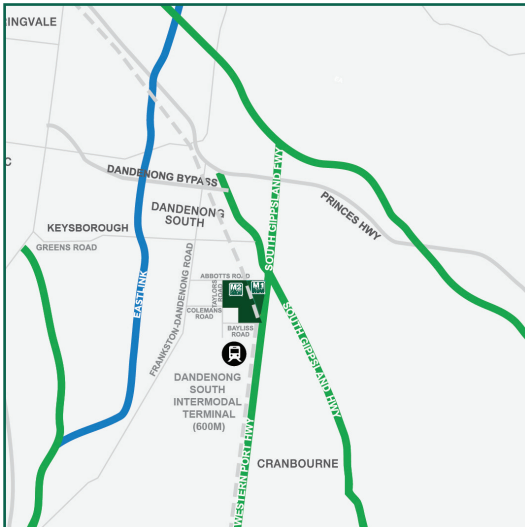 INGVALE
C
DANDENONG BYPASS
PRINCES HWY
DANDENONG
SOUTH
SOUTH GIPPSLAND FWY
KEYSBOROUGH
GREENS ROAD
EASTLINK
FRANKSTON-DANDENONG ROAD
ABBOTTS ROAD
TAYLORS
ROAD
M2
M1
COLEMANS
ROAD
BAYLISS
ROAD
SOUTH GIPPSLAND HWY
DANDENONG
SOUTH
INTERMODAL
TERMINAL
(600M)
WESTERN PORT HWY
CRANBOURNE